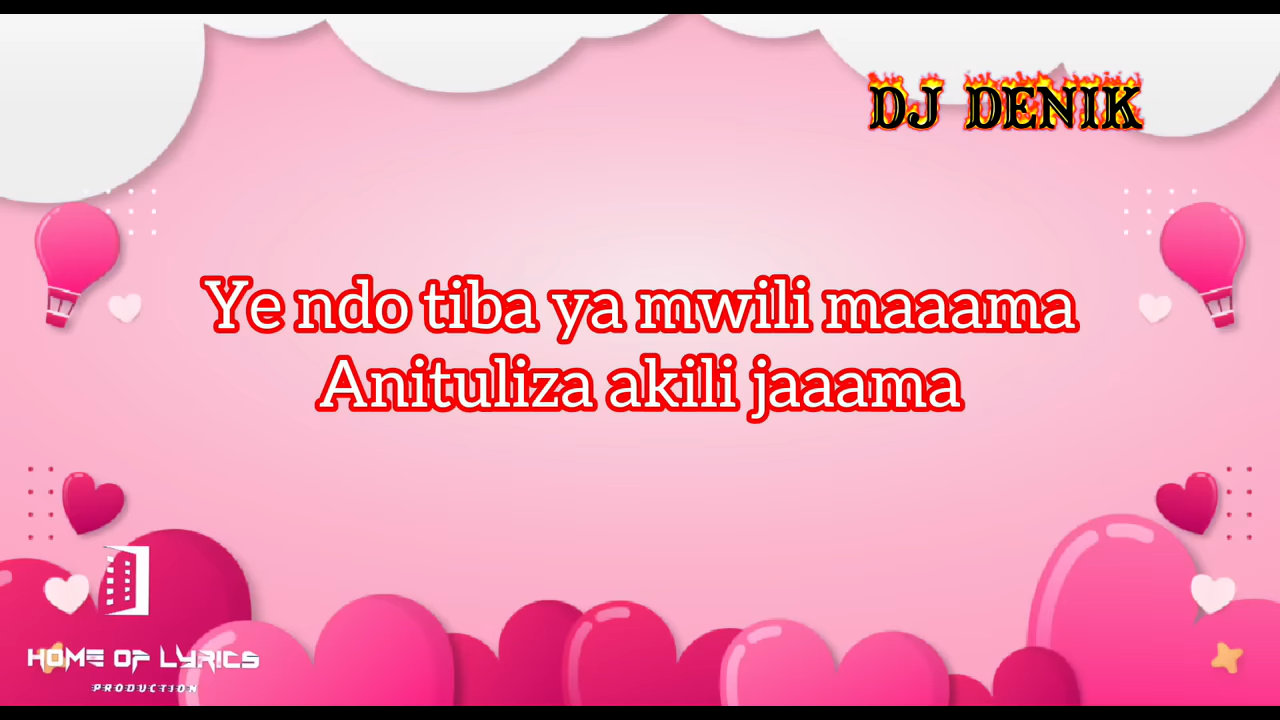 DJ DENIK
Ye ndo tiba ya mwili maaama
Anituliza akili jaaama
HOME OF LYRICS
PRODUCTION